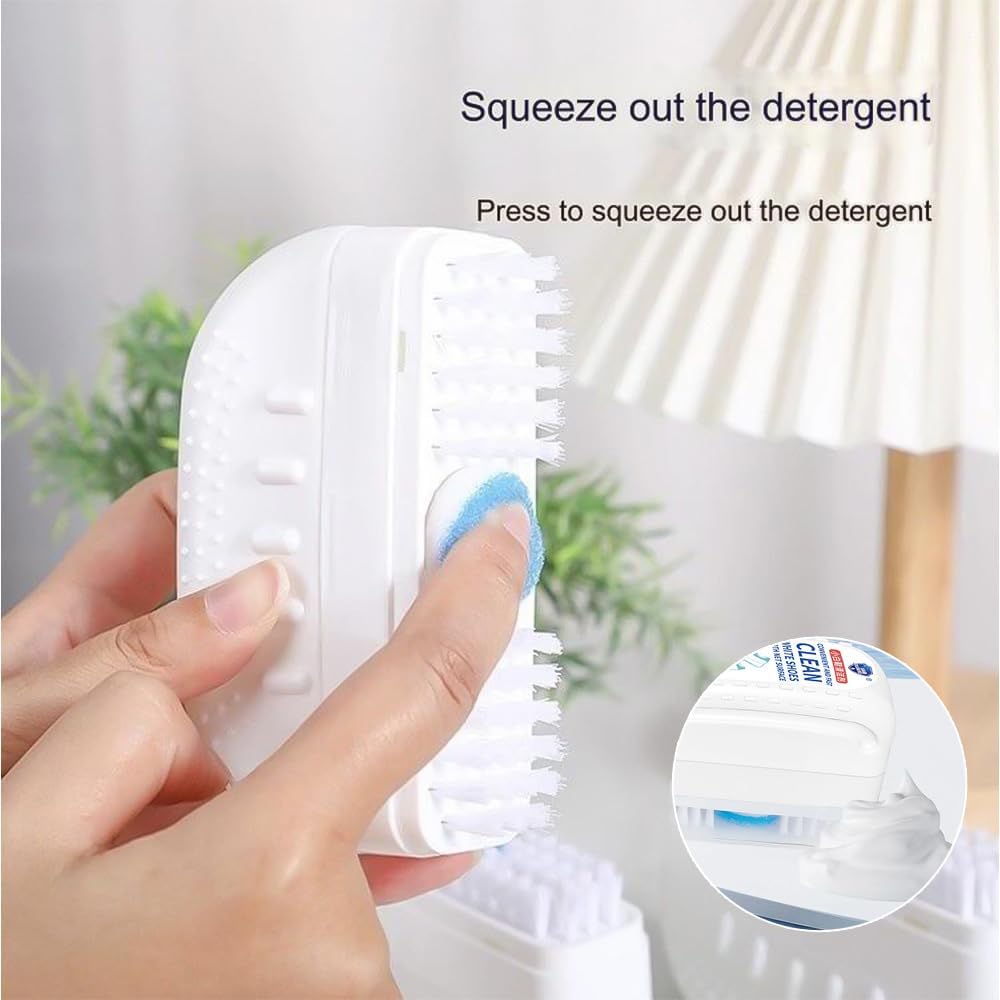 Squeeze out the detergent
Press to squeeze out the detergent
CLEAN
WHITE SHOES